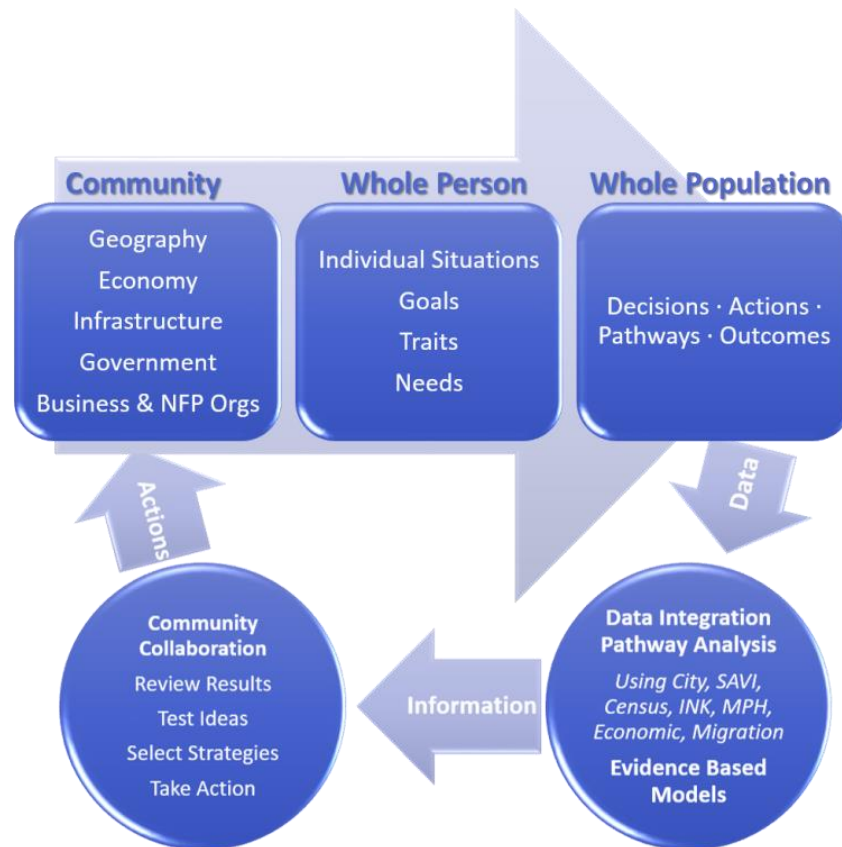 Community
Geography
Economy
Infrastructure
Government
Business & NFP Orgs
Whole Person
Individual Situations
Goals
Traits
Needs
Whole Population
Decisions · Actions ·
Pathways · Outcomes
Data
Data Integration
Pathway Analysis
Using City, SAVI,
Census, INK, MPH,
Economic, Migration
Evidence Based
Models
Information
Community
Collaboration
Review Results
Test Ideas
Select Strategies
Take Action
Actions